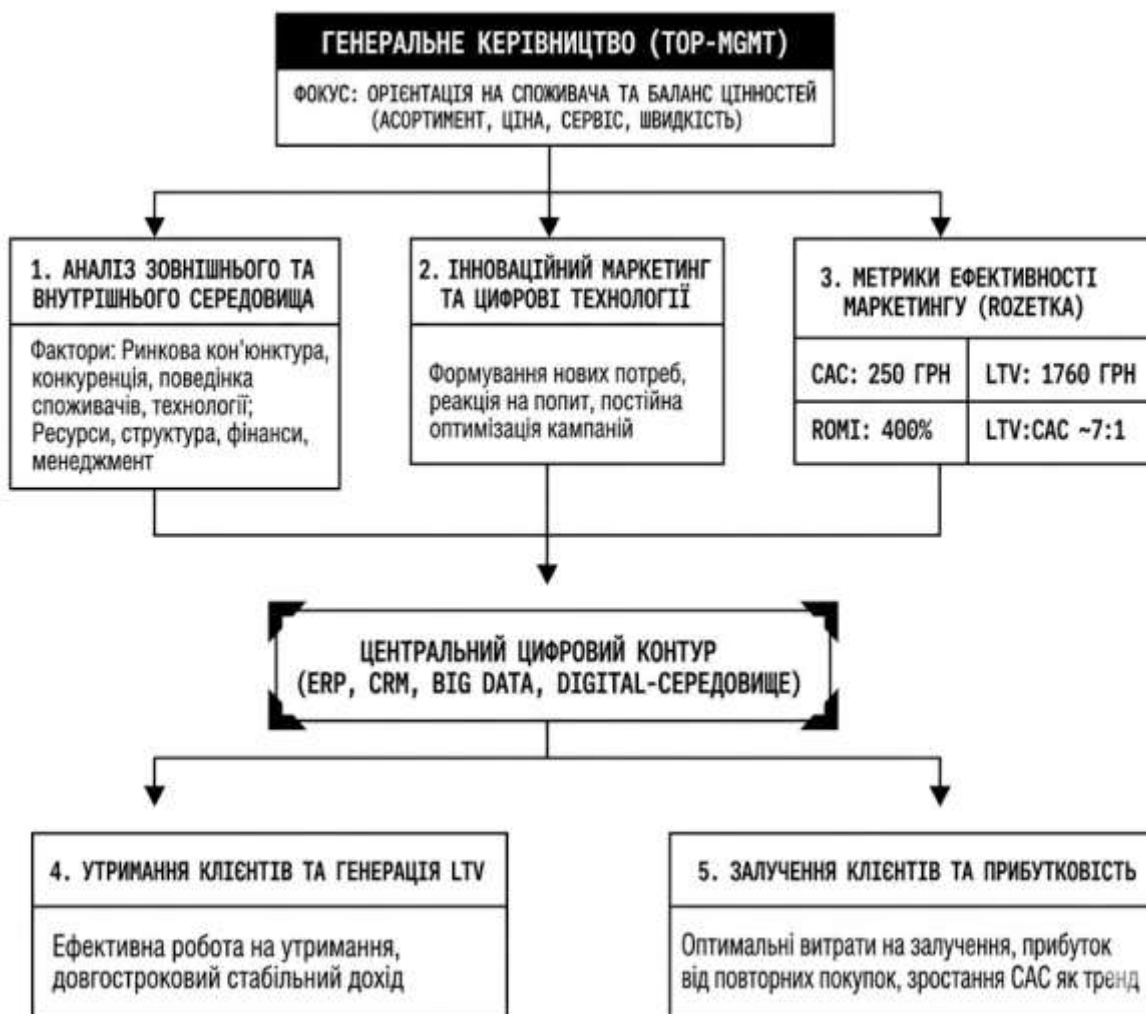 ГЕНЕРАЛЬНЕ КЕРІВНИЦТВО (TOP-MGMT)
ФОКУС: ОРІЄНТАЦІЯ НА СПОЖИВАЧА ТА БАЛАНС ЦІННОСТЕЙ
(АСОРТИМЕНТ, ЦІНА, СЕРВІС, ШВИДКІСТЬ)
1. АНАЛІЗ ЗОВНІШНЬОГО ТА
ВНУТРІШНЬОГО СЕРЕДОВИЩА
Фактори: Ринкова кон'юнктура,
конкуренція, поведінка
споживачів, технології;
Ресурси, структура, фінанси,
менеджмент
2. ІННОВАЦІЙНИЙ МАРКЕТИНГ
ТА ЦИФРОВІ ТЕХНОЛОГІЇ
Формування нових потреб,
реакція на попит, постійна
оптимізація кампаній
3. МЕТРИКИ ЕФЕКТИВНОСТІ
МАРКЕТИНГУ (ROZETKA)
CAC: 250 ГРН
LTV: 1760 ГРН
ROMI: 400%
LTV:CAC ~7:1
ЦЕНТРАЛЬНИЙ ЦИФРОВИЙ КОНТУР
(ERP, CRM, BIG DATA, DIGITAL-СЕРЕДОВИЩЕ)
4. УТРИМАННЯ КЛІЄНТІВ ТА ГЕНЕРАЦІЯ LTV
Ефективна робота на утримання,
довгостроковий стабільний дохід
5. ЗАЛУЧЕННЯ КЛІЄНТІВ ТА ПРИБУТКОВІСТЬ
Оптимальні витрати на залучення, прибуток
від повторних покупок, зростання CAC як тренд